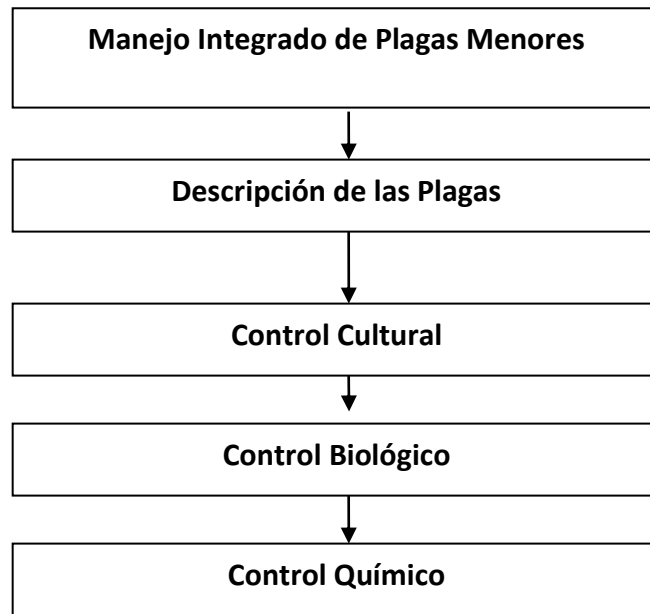 Manejo Integrado de Plagas Menores
Descripción de las Plagas
Control Cultural
Control Biológico
Control Químico